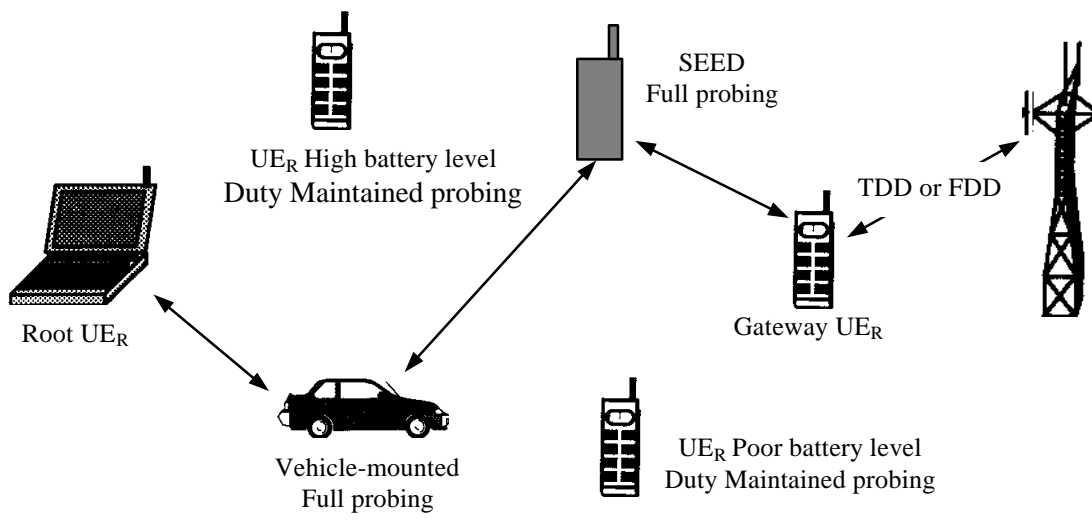 SEED
Full probing
UE_R High battery level
Duty Maintained probing
TDD or FDD
Root UE_R
Gateway UE_R
Vehicle-mounted
Full probing
UE_R Poor battery level
Duty Maintained probing